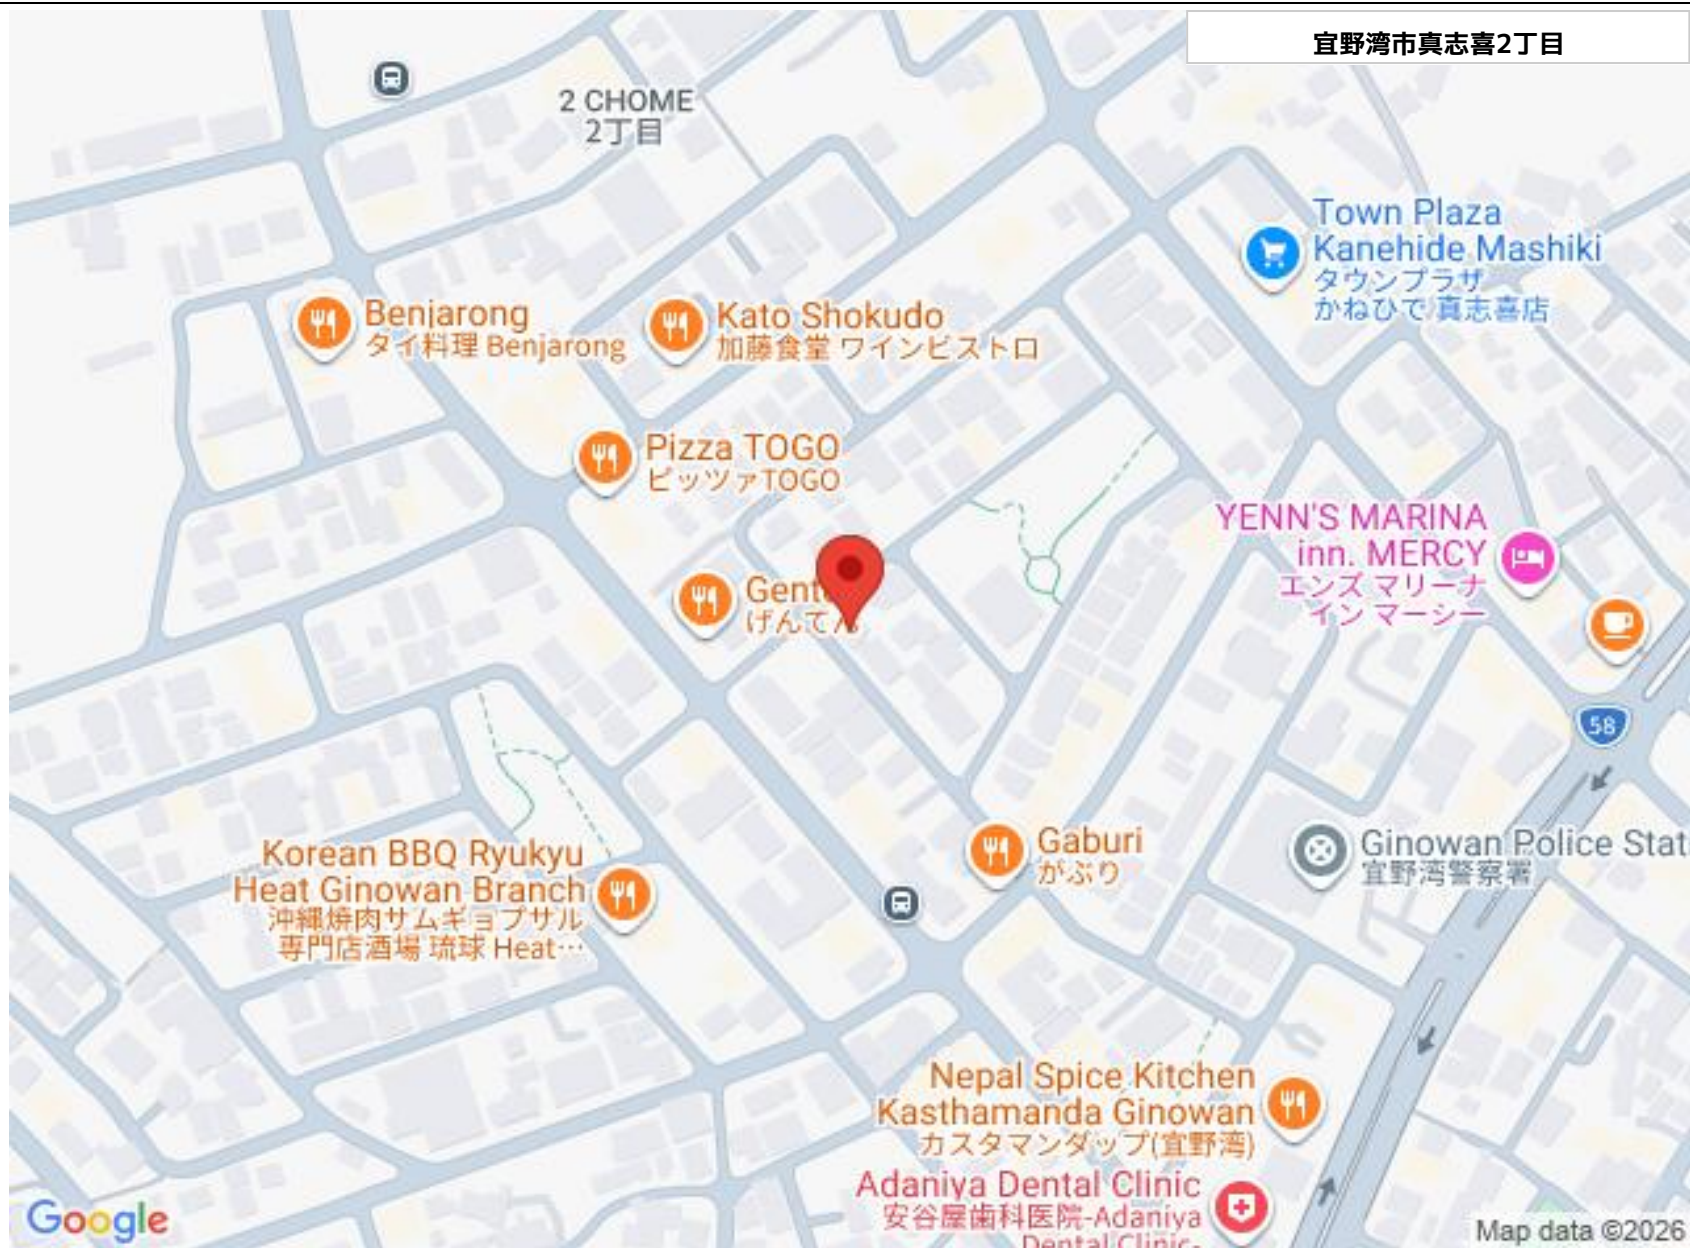 宜野湾市真志喜2丁目
2 CHOME
2丁目
Town Plaza
Kanehide Mashiki
タウンプラザ
かねひで 真志喜店
Benjarong
タイ料理 Benjarong
Kato Shokudo
加藤食堂 ワインビストロ
Pizza TOGO
ピッツァTOGO
YENN'S MARINA
inn. MERCY
エンズ マリーナ
イン マーシー
Gent
げんてん
58
Korean BBQ Ryukyu
Heat Ginowan Branch
沖縄焼肉サムギョプサル
専門店酒場 琉球 Heat…
Gaburi
がぶり
Ginowan Police Stat
宜野湾警察署
Nepal Spice Kitchen
Kasthamanda Ginowan
カスタマンダップ(宜野湾)
Adaniya Dental Clinic
安谷屋歯科医院-Adaniya
Dental Clinic-
Google
Map data ©2026